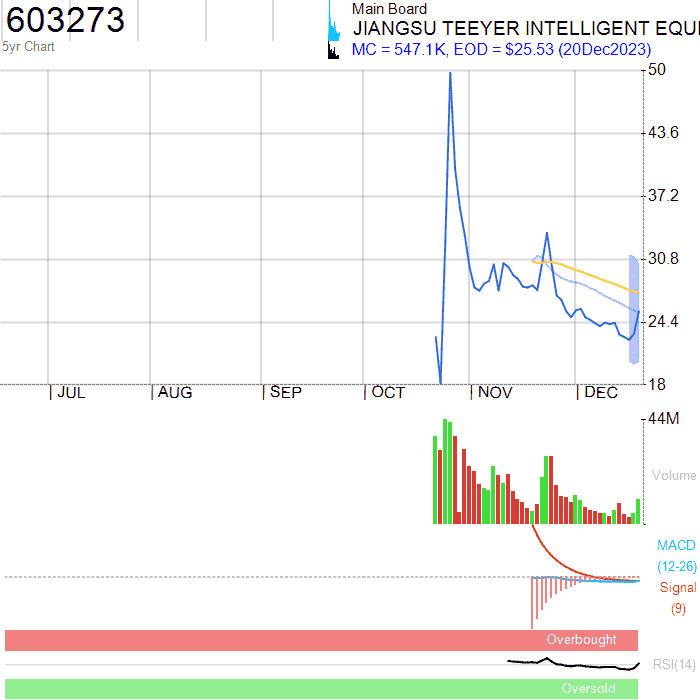 603273
5yr Chart
Main Board
JIANGSU TEEYER INTELLIGENT EQUI
MC = 547.1K, EOD = $25.53 (20Dec2023)
50
43.6
37.2
30.8
24.4
18
JUL AUG SEP OCT NOV DEC
44M
Volume
MACD
(12-26)
Signal
(9)
Overbought
RSI(14)
Oversold